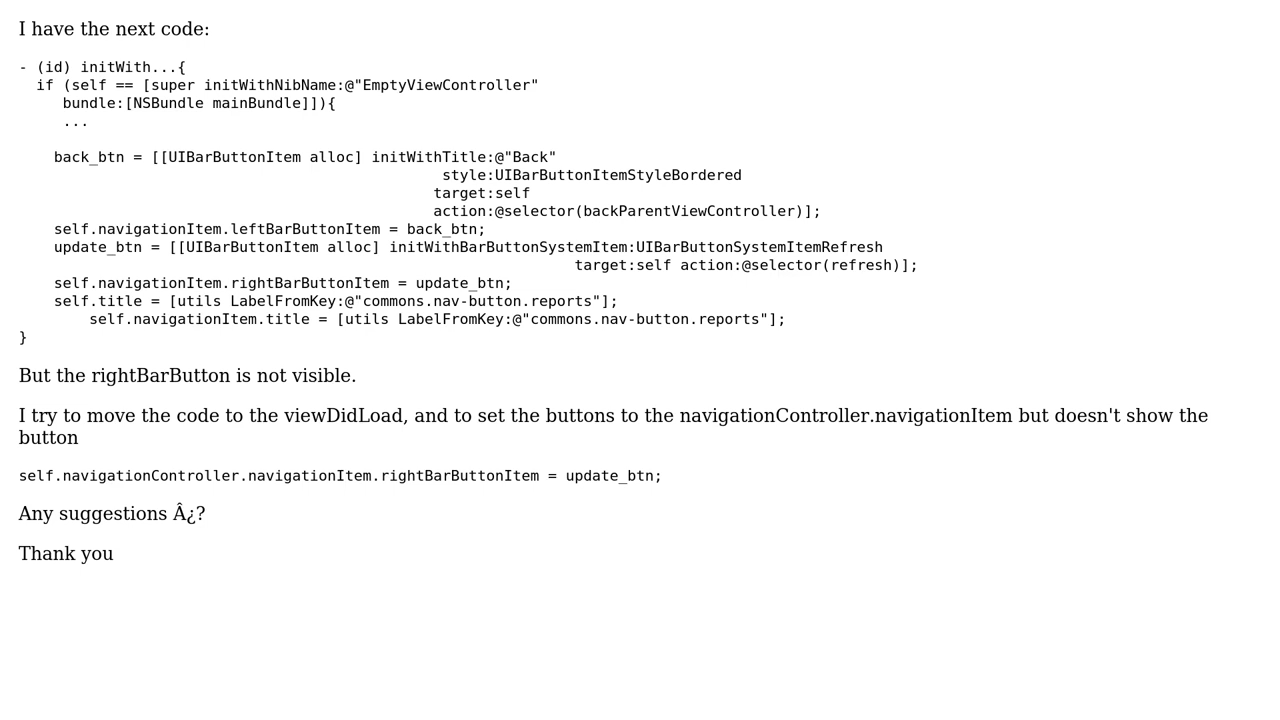 I have the next code:
- (id) initWith...{
  if (self == [super initWithNibName:@"EmptyViewController"
     bundle:[NSBundle mainBundle]]){
     ...
    back_btn = [[UIBarButtonItem alloc] initWithTitle:@"Back"
                                                style:UIBarButtonItemStyleBordered
                                               target:self
                                               action:@selector(backParentViewController)];
    self.navigationItem.leftBarButtonItem = back_btn;
    update_btn = [[UIBarButtonItem alloc] initWithBarButtonSystemItem:UIBarButtonSystemItemRefresh
                                                               target:self action:@selector(refresh)];
    self.navigationItem.rightBarButtonItem = update_btn;
    self.title = [utils LabelFromKey:@"commons.nav-button.reports"];
        self.navigationItem.title = [utils LabelFromKey:@"commons.nav-button.reports"];
}
But the rightBarButton is not visible.
I try to move the code to the viewDidLoad, and to set the buttons to the navigationController.navigationItem but doesn't show the
button
self.navigationController.navigationItem.rightBarButtonItem = update_btn;
Any suggestions Â¿?
Thank you